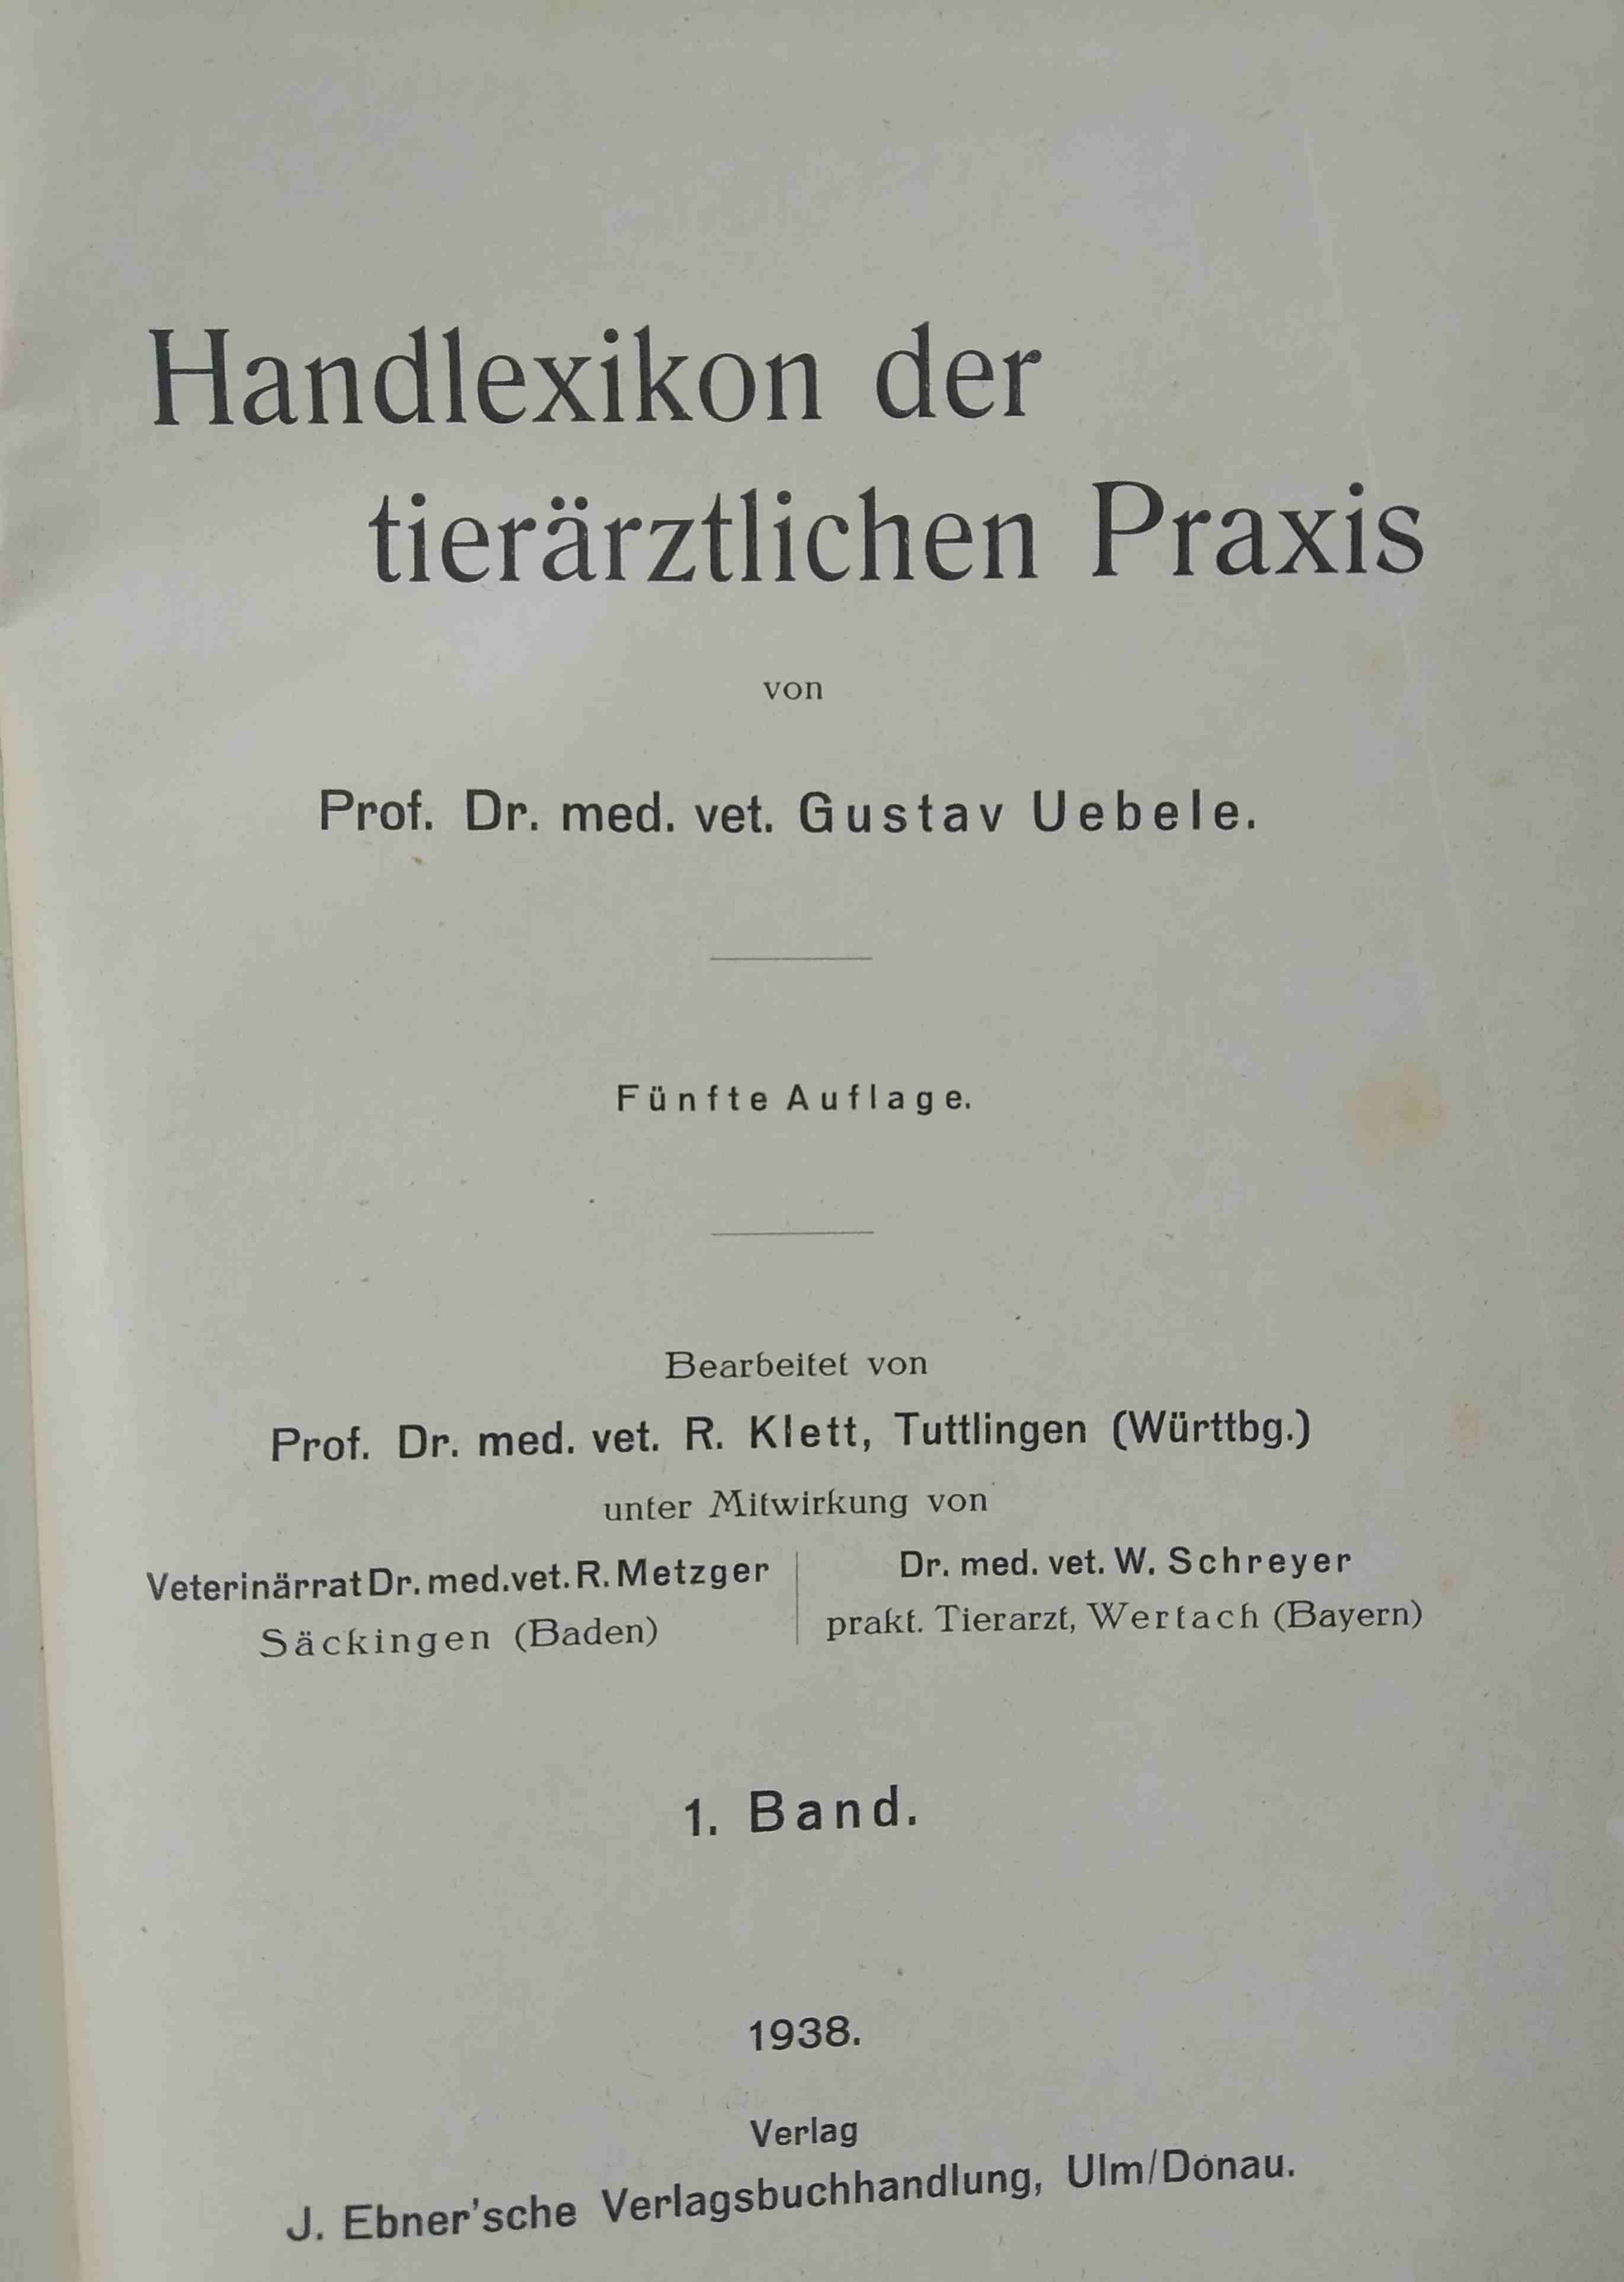 Handlexikon der
tierärztlichen Praxis
von
Prof. Dr. med. vet. Gustav Uebele.
Fünfte Auflage.
Bearbeitet von
Prof. Dr. med. vet. R. Klett, Tuttlingen (Württbg.)
unter Mitwirkung von
Veterinärrat Dr. med. vet. R. Metzger
Säckingen (Baden)
Dr. med. vet. W. Schreyer
prakt. Tierarzt, Wertach (Bayern)
1. Band.
1938.
Verlag
J. Ebner'sche Verlagsbuchhandlung, Ulm/Donau.